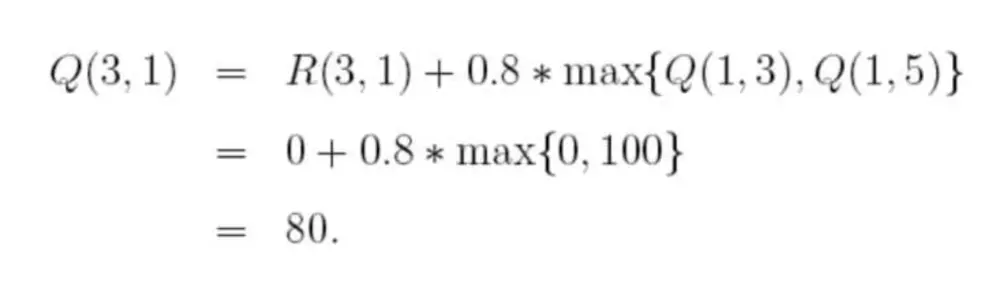 Q(3, 1) = R(3, 1) + 0.8 ∗ max{Q(1, 3), Q(1, 5)}
= 0 + 0.8 ∗ max{0, 100}
= 80.